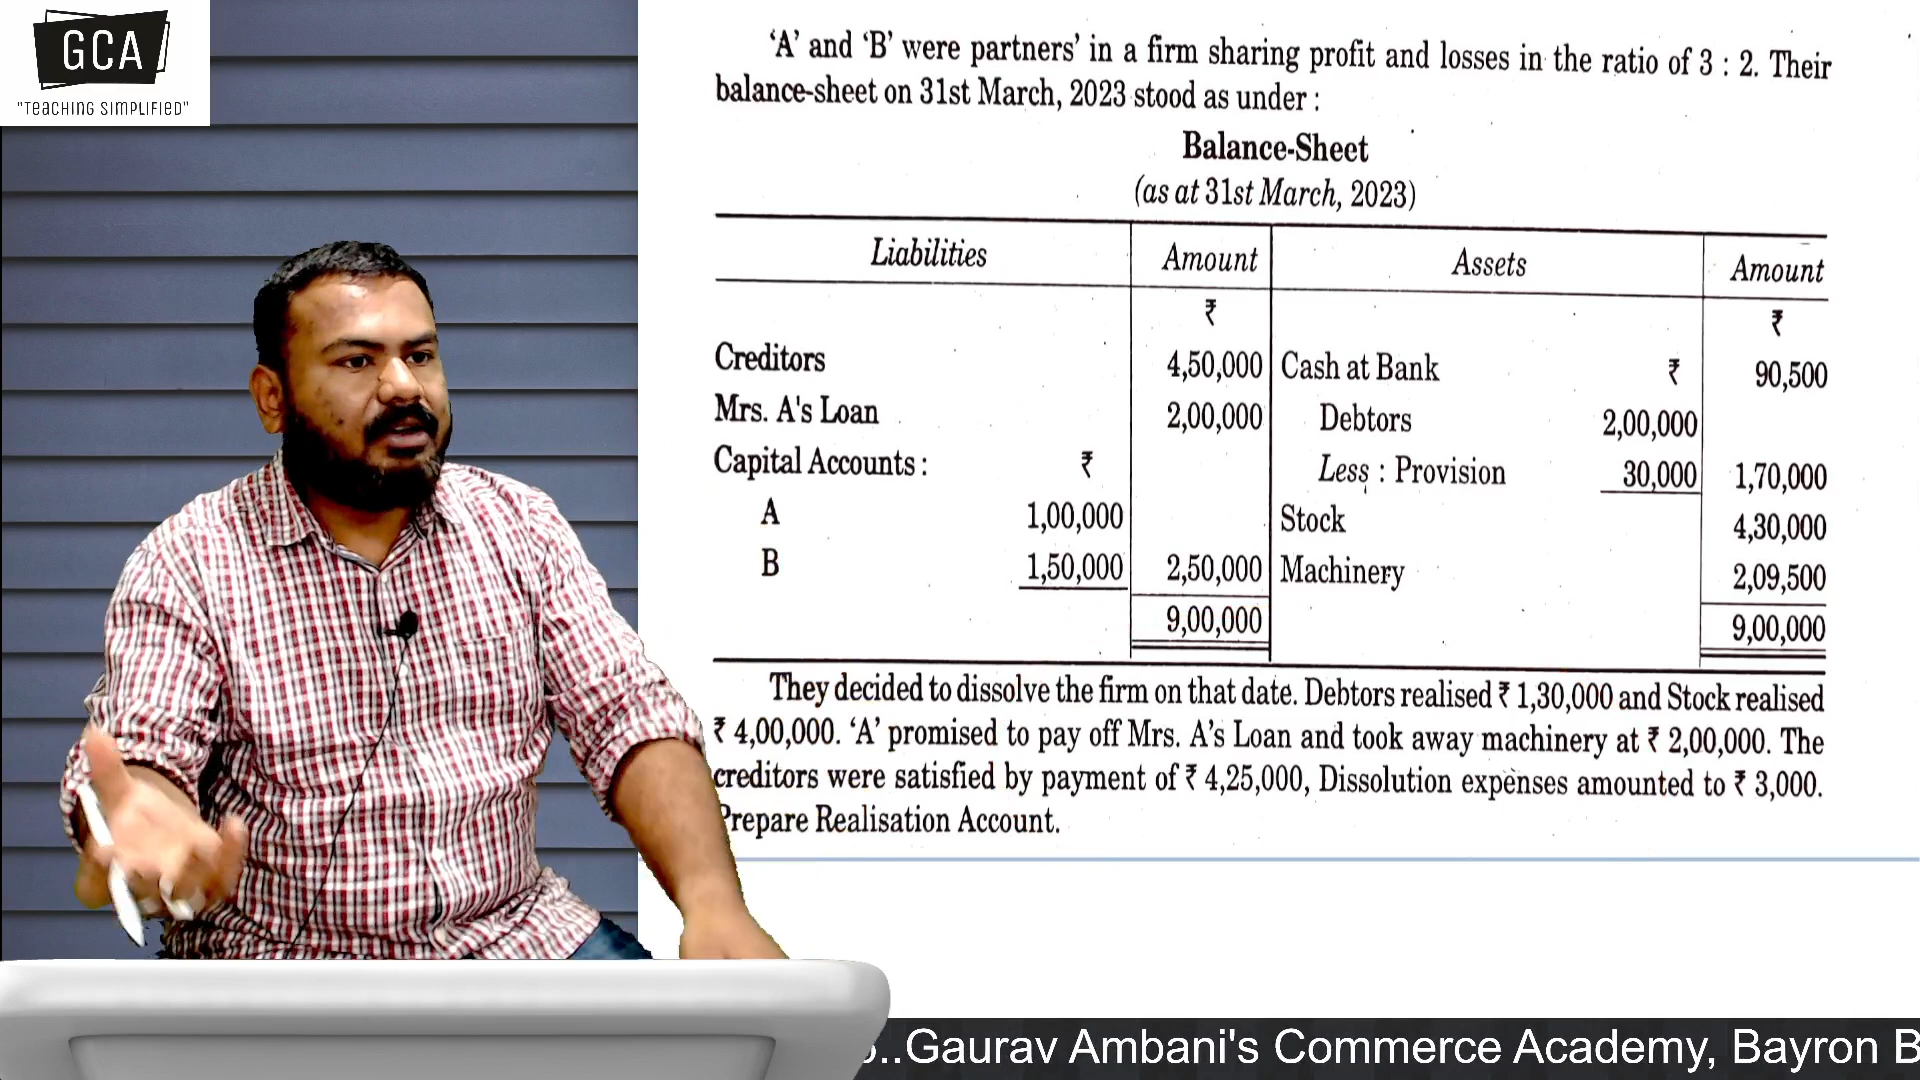 GCA
"TEACHING SIMPLIFIED"
‘A’ and ‘B’ were partners’ in a firm sharing profit and losses in the ratio of 3 : 2. Their
balance-sheet on 31st March, 2023 stood as under :
Balance-Sheet
(as at 31st March, 2023)
Liabilities Amount Assets Amount
₹ ₹
Creditors 4,50,000 Cash at Bank ₹ 90,500
Mrs. A's Loan 2,00,000 Debtors 2,00,000
Capital Accounts : ₹ Less : Provision 30,000 1,70,000
A 1,00,000 Stock 4,30,000
B 1,50,000 2,50,000 Machinery 2,09,500
9,00,000 9,00,000
They decided to dissolve the firm on that date. Debtors realised ₹ 1,30,000 and Stock realised
₹ 4,00,000. ‘A’ promised to pay off Mrs. A’s Loan and took away machinery at ₹ 2,00,000. The
creditors were satisfied by payment of ₹ 4,25,000, Dissolution expenses amounted to ₹ 3,000.
Prepare Realisation Account.
..Gaurav Ambani's Commerce Academy, Bayron B